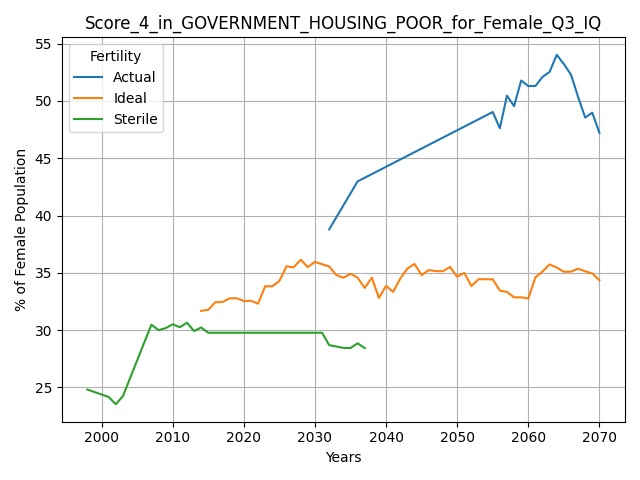 Score_4_in_GOVERNMENT_HOUSING_POOR_for_Female_Q3_IQ
Fertility
Actual
Ideal
Sterile
% of Female Population
55
50
45
40
35
30
25
2000 2010 2020 2030 2040 2050 2060 2070
Years